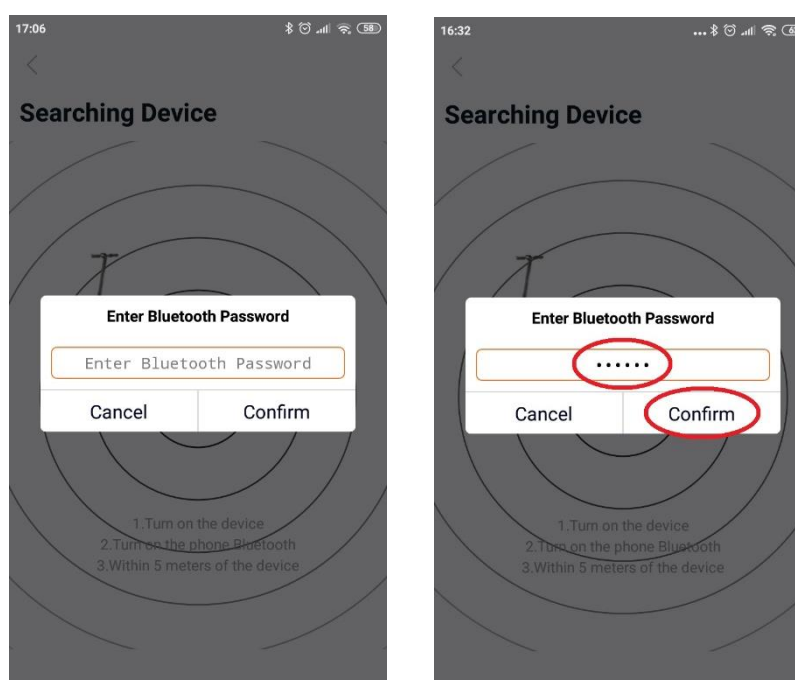 17:06
58
Searching Device
Enter Bluetooth Password
Enter Bluetooth Password
Cancel
Confirm
1.Turn on the device
2.Turn on the phone Bluetooth
3.Within 5 meters of the device
16:32
Searching Device
Enter Bluetooth Password
••••••
Cancel
Confirm
1.Turn on the device
2.Turn on the phone Bluetooth
3.Within 5 meters of the device